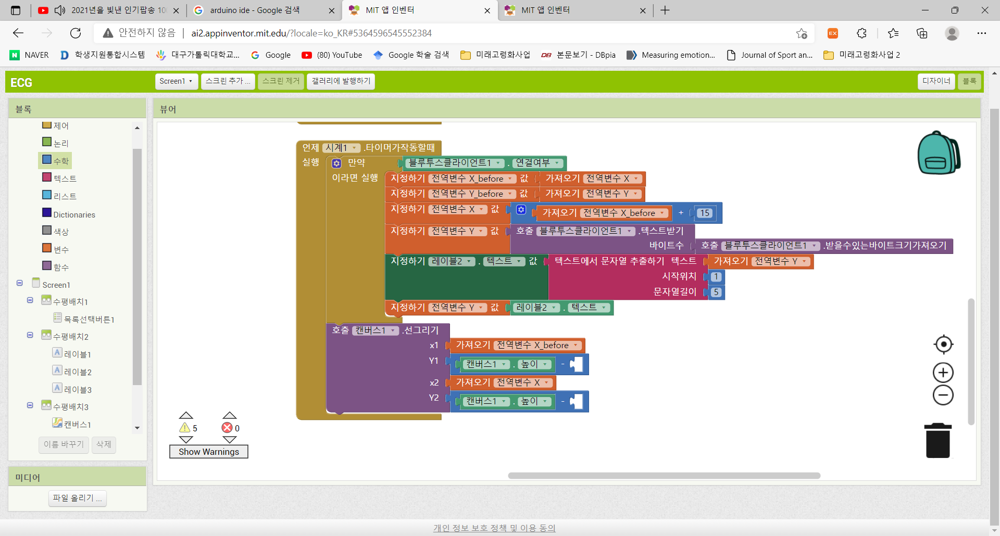 2021년을 빛낸 인기팝송 10
arduino ide - Google 검색
MIT 앱 인벤터
MIT 앱 인벤터
안전하지 않음
ai2.appinventor.mit.edu/?locale=ko_KR#5364596545552384
EX
N NAVER
D 학생지원통합시스템
대구가톨릭대학교...
Google
(80) YouTube
Google 학술 검색
미래고령화사업
DB 본문보기 - DBpia
Measuring emotion...
Journal of Sport an...
미래고령화사업 2
ECG
Screen1
스크린 추가 ...
스크린 제거
갤러리에 발행하기
디자이너
블록
블록
제어
논리
수학
텍스트
리스트
Dictionaries
색상
변수
함수
Screen1
수평배치1
목록선택버튼1
수평배치2
A 레이블1
A 레이블2
A 레이블3
수평배치3
캔버스1
이름 바꾸기 삭제
미디어
파일 올리기 ...
뷰어
언제 시계1 .타이머가작동할때
실행 만약 블루투스클라이언트1 . 연결여부
이라면 실행 지정하기 전역변수 X_before 값 가져오기 전역변수 X
지정하기 전역변수 Y_before 값 가져오기 전역변수 Y
지정하기 전역변수 X 값 가져오기 전역변수 X_before + 15
지정하기 전역변수 Y 값 호출 블루투스클라이언트1 .텍스트받기
바이트수 호출 블루투스클라이언트1 .받을수있는바이트크기가져오기
지정하기 레이블2 . 텍스트 값 텍스트에서 문자열 추출하기 텍스트 가져오기 전역변수 Y
시작위치 1
문자열길이 5
지정하기 전역변수 Y 값 레이블2 . 텍스트
호출 캔버스1 .선그리기
x1 가져오기 전역변수 X_before
Y1 캔버스1 . 높이 -
x2 가져오기 전역변수 X
Y2 캔버스1 . 높이 -
5 0
Show Warnings
개인 정보 보호 정책 및 이용 동의